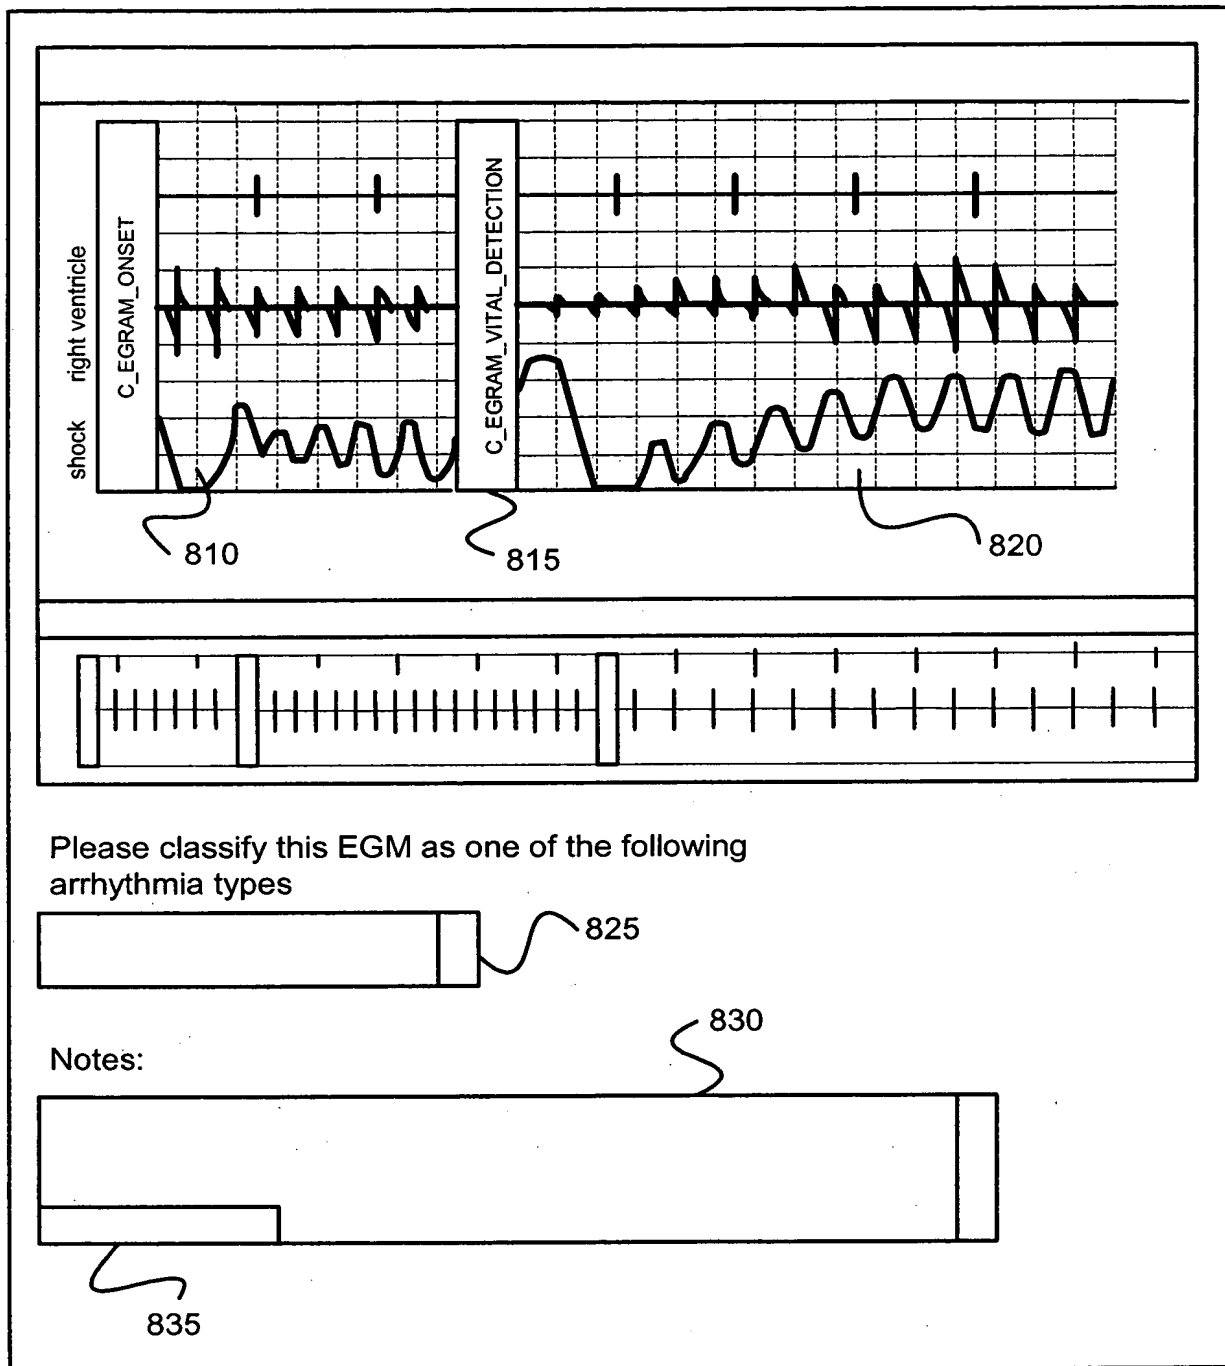 right ventricle
shock
C_EGRAM_ONSET
C_EGRAM_VITAL_DETECTION
810
815
820
Please classify this EGM as one of the following
arrhythmia types
825
830
Notes:
835